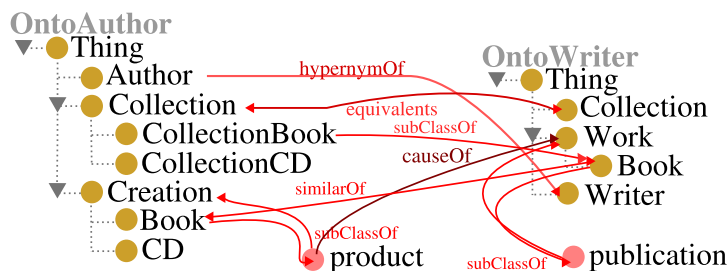 OntoAuthor
Thing
Author
Collection
CollectionBook
CollectionCD
Creation
Book
CD
hypernymOf
equivalents
subClassOf
causeOf
similarOf
subClassOf
product
OntoWriter
Thing
Collection
Work
Book
Writer
subClassOf
publication